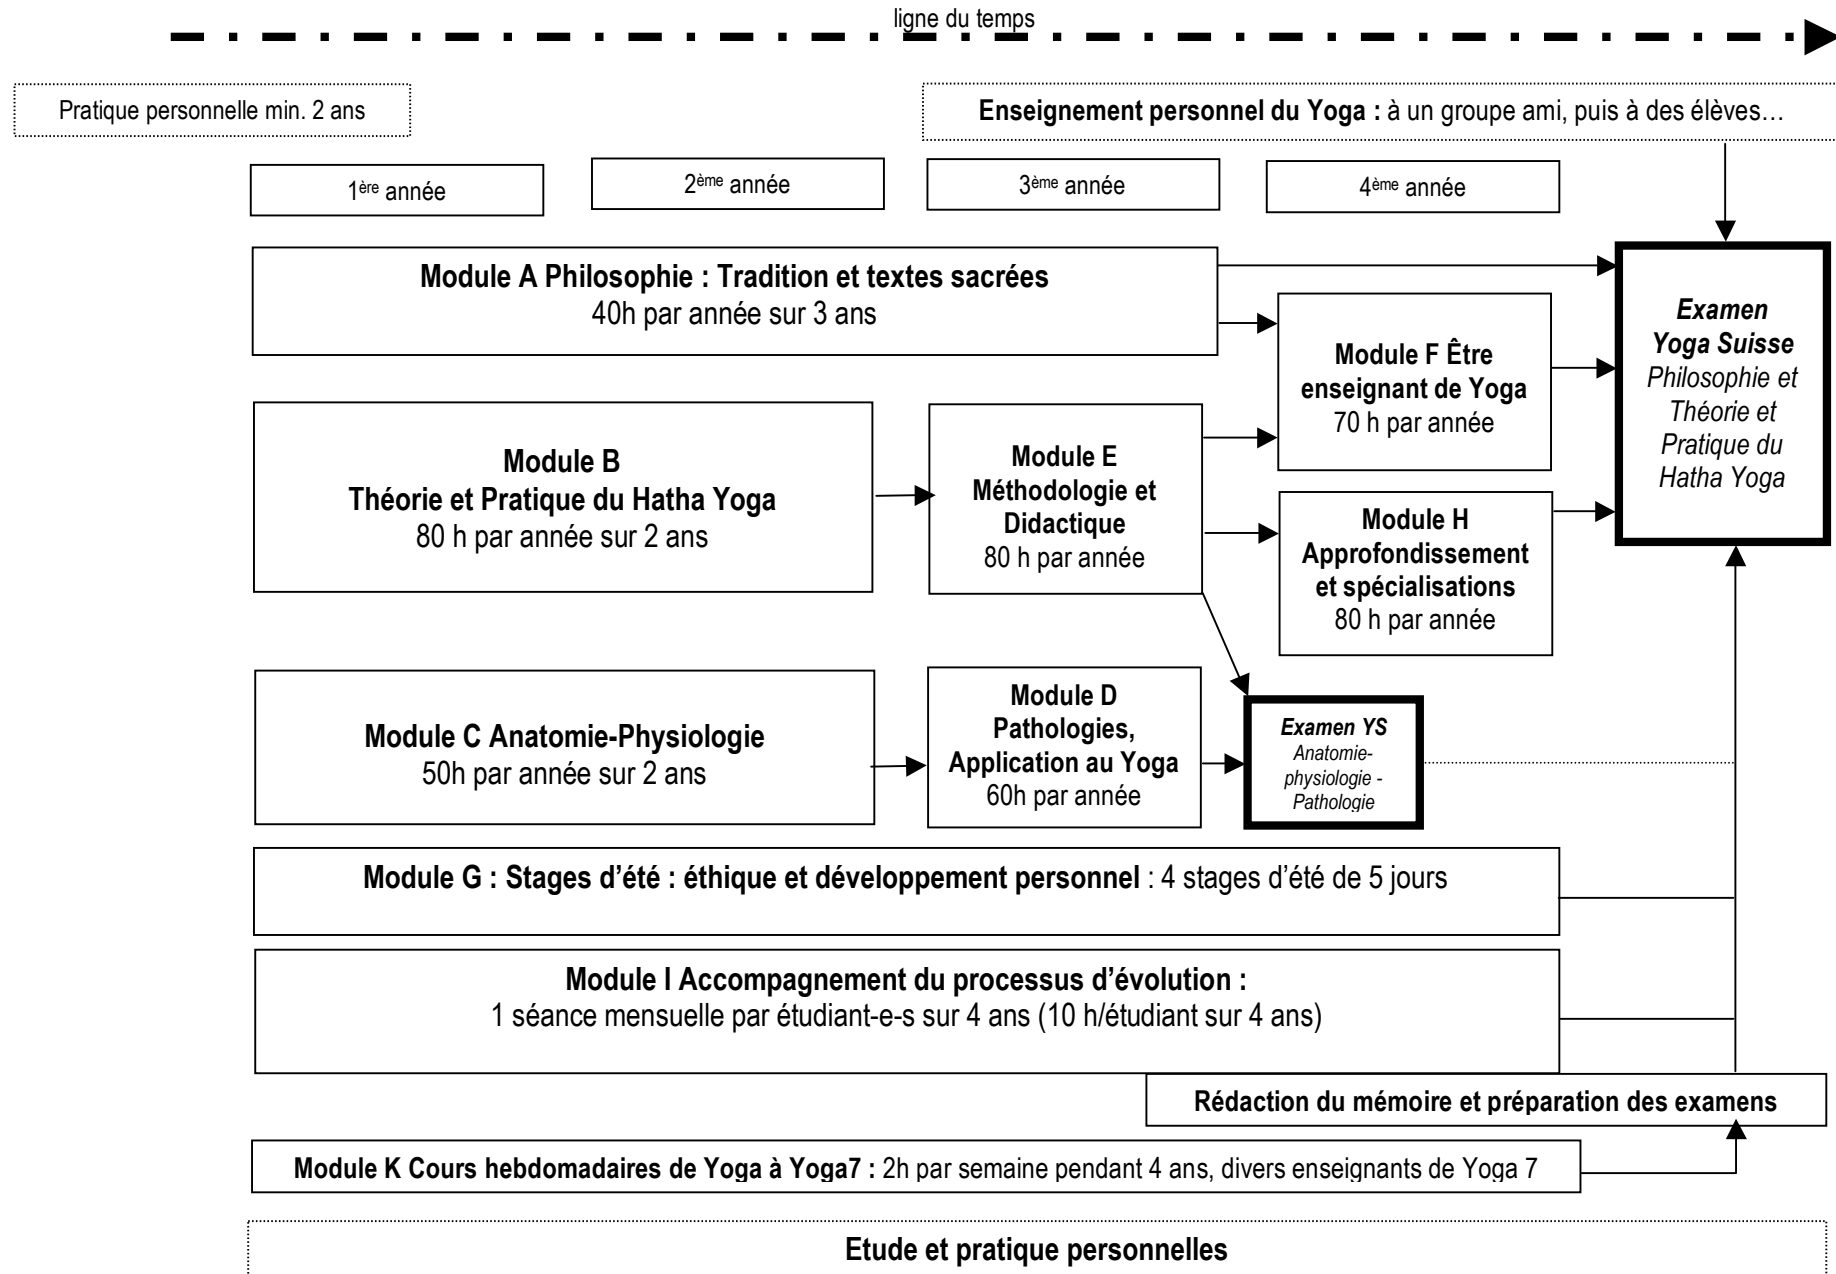 ligne du temps
Pratique personnelle min. 2 ans
Enseignement personnel du Yoga : à un groupe ami, puis à des élèves…
1ère année
2ème année
3ème année
4ème année
Module A Philosophie : Tradition et textes sacrées
40h par année sur 3 ans
Module F Être
enseignant de Yoga
70 h par année
Examen
Yoga Suisse
Philosophie et
Théorie et
Pratique du
Hatha Yoga
Module B
Théorie et Pratique du Hatha Yoga
80 h par année sur 2 ans
Module E
Méthodologie et
Didactique
80 h par année
Module H
Approfondissement
et spécialisations
80 h par année
Module C Anatomie-Physiologie
50h par année sur 2 ans
Module D
Pathologies,
Application au Yoga
60h par année
Examen YS
Anatomie-
physiologie -
Pathologie
Module G : Stages d’été : éthique et développement personnel : 4 stages d’été de 5 jours
Module I Accompagnement du processus d’évolution :
1 séance mensuelle par étudiant-e-s sur 4 ans (10 h/étudiant sur 4 ans)
Rédaction du mémoire et préparation des examens
Module K Cours hebdomadaires de Yoga à Yoga7 : 2h par semaine pendant 4 ans, divers enseignants de Yoga 7
Etude et pratique personnelles